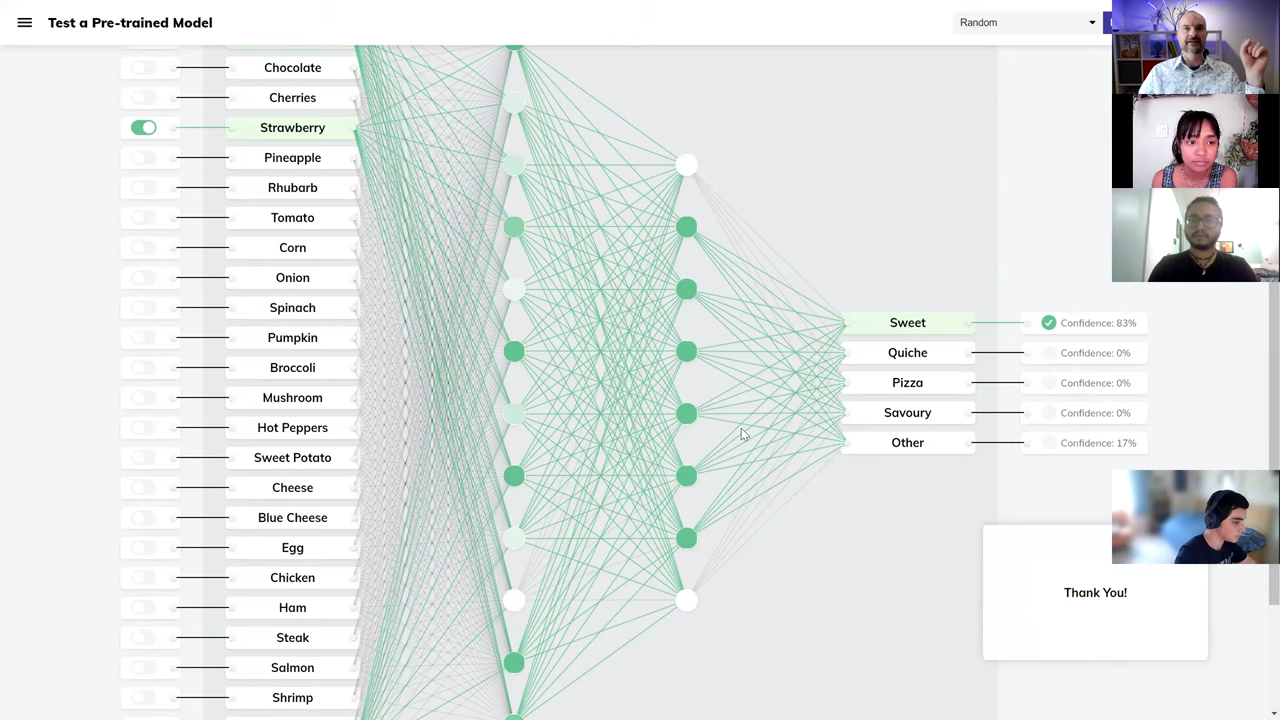 Test a Pre-trained Model
Random
Chocolate
Cherries
Strawberry
Pineapple
Rhubarb
Tomato
Corn
Onion
Spinach
Pumpkin
Broccoli
Mushroom
Hot Peppers
Sweet Potato
Cheese
Blue Cheese
Egg
Chicken
Ham
Steak
Salmon
Shrimp
Sweet
Confidence: 83%
Quiche
Confidence: 0%
Pizza
Confidence: 0%
Savoury
Confidence: 0%
Other
Confidence: 17%
Thank You!